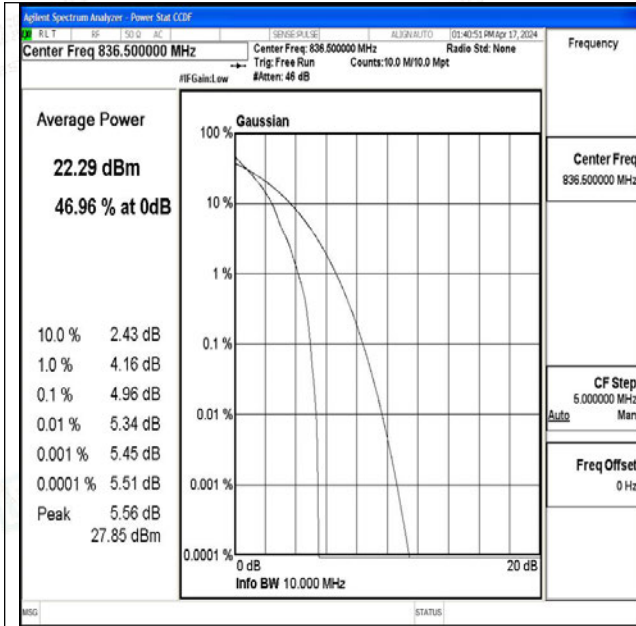 Agilent Spectrum Analyzer - Power Stat CCDF
RL T RF 50 Ω AC SENSE:PULSE ALIGNAUTO 01:40:51 PM Apr 17, 2024
Center Freq 836.500000 MHz
Center Freq: 836.500000 MHz Radio Std: None
Trig: Free Run Counts:10.0 M/10.0 Mpt
#IFGain:Low #Atten: 46 dB
Frequency
Average Power
22.29 dBm
46.96 % at 0dB
10.0 % 2.43 dB
1.0 % 4.16 dB
0.1 % 4.96 dB
0.01 % 5.34 dB
0.001 % 5.45 dB
0.0001 % 5.51 dB
Peak 5.56 dB
27.85 dBm
Gaussian
100 %
10 %
1 %
0.1 %
0.01 %
0.001 %
0.0001 %
0 dB 20 dB
Info BW 10.000 MHz
Center Freq
836.500000 MHz
CF Step
5.000000 MHz
Auto Man
Freq Offset
0 Hz
MSG STATUS